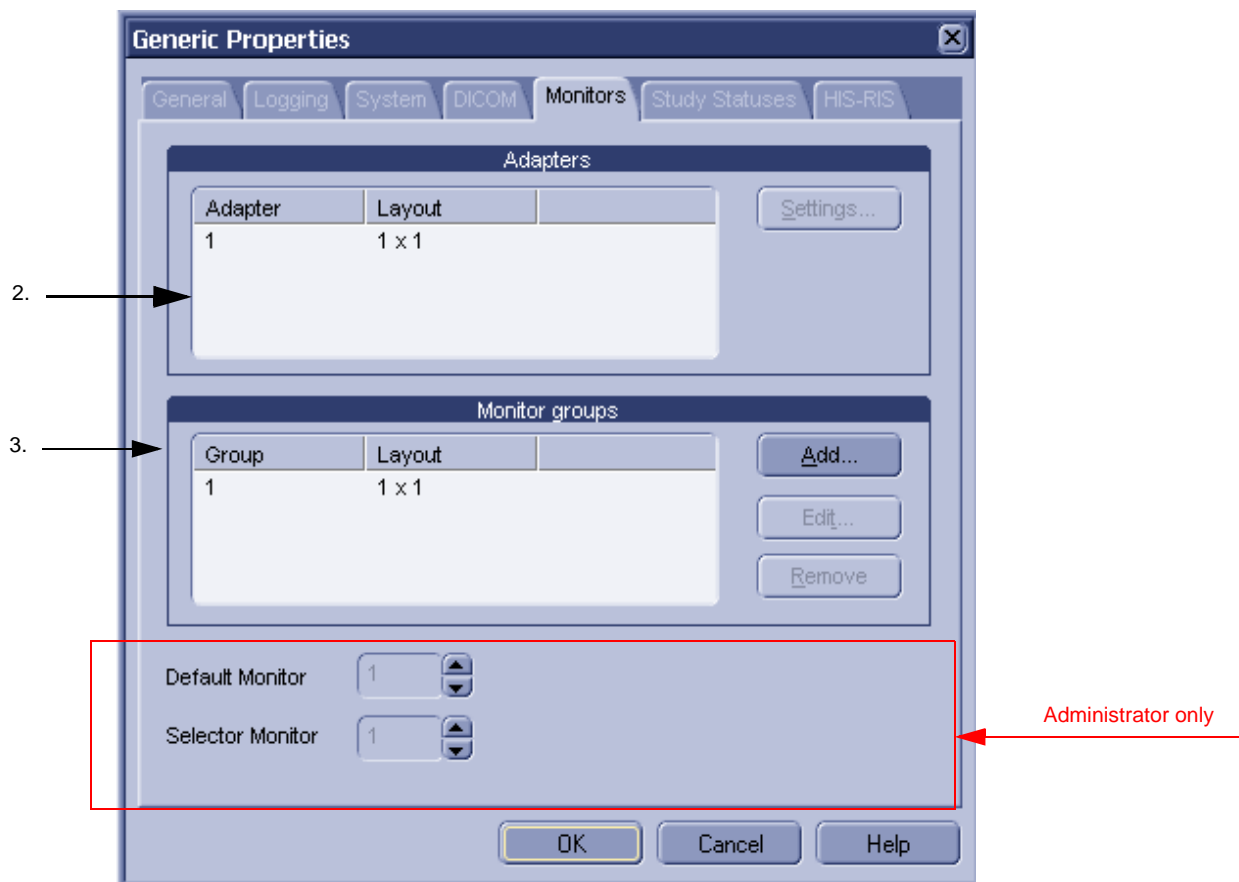 Generic Properties
General Logging System DICOM Monitors Study Statuses HIS-RIS
Adapters
Adapter Layout
Settings...
1 1 x 1
2.
Monitor groups
3.
Group Layout
Add...
1 1 x 1
Edit...
Remove
Default Monitor 1
Selector Monitor 1
Administrator only
OK Cancel Help